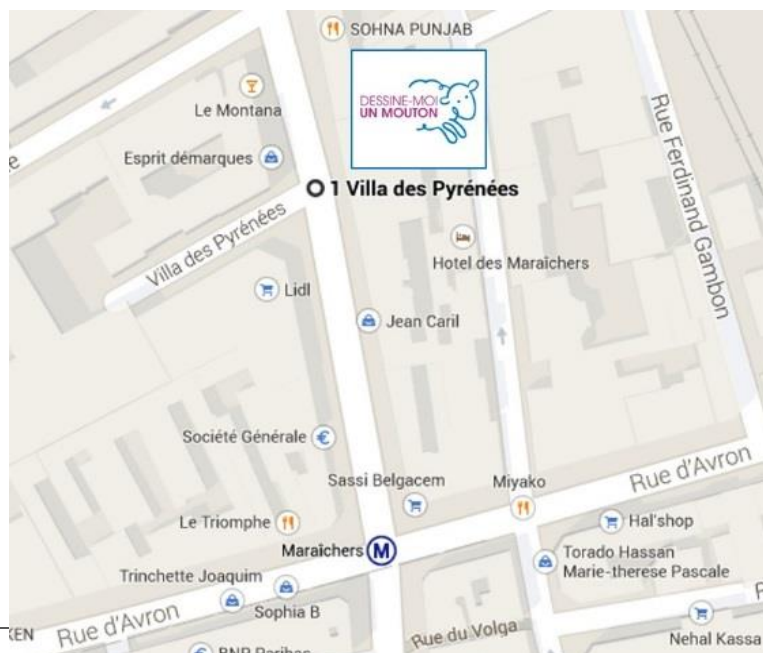 SOHNA PUNJAB
DESSINE-MOI
UN MOUTON
Le Montana
Esprit démarques
1 Villa des Pyrénées
Villa des Pyrénées
Rue Ferdinand Gambon
Hotel des Maraîchers
Lidl
Jean Caril
Société Générale
Sassi Belgacem
Miyako
Rue d'Avron
Le Triomphe
Hal'shop
Maraîchers
M
Torado Hassan
Marie-therese Pascale
Trinchette Joaquim
Sophia B
Rue d'Avron
Rue du Volga
Nehal Kassa
KEN